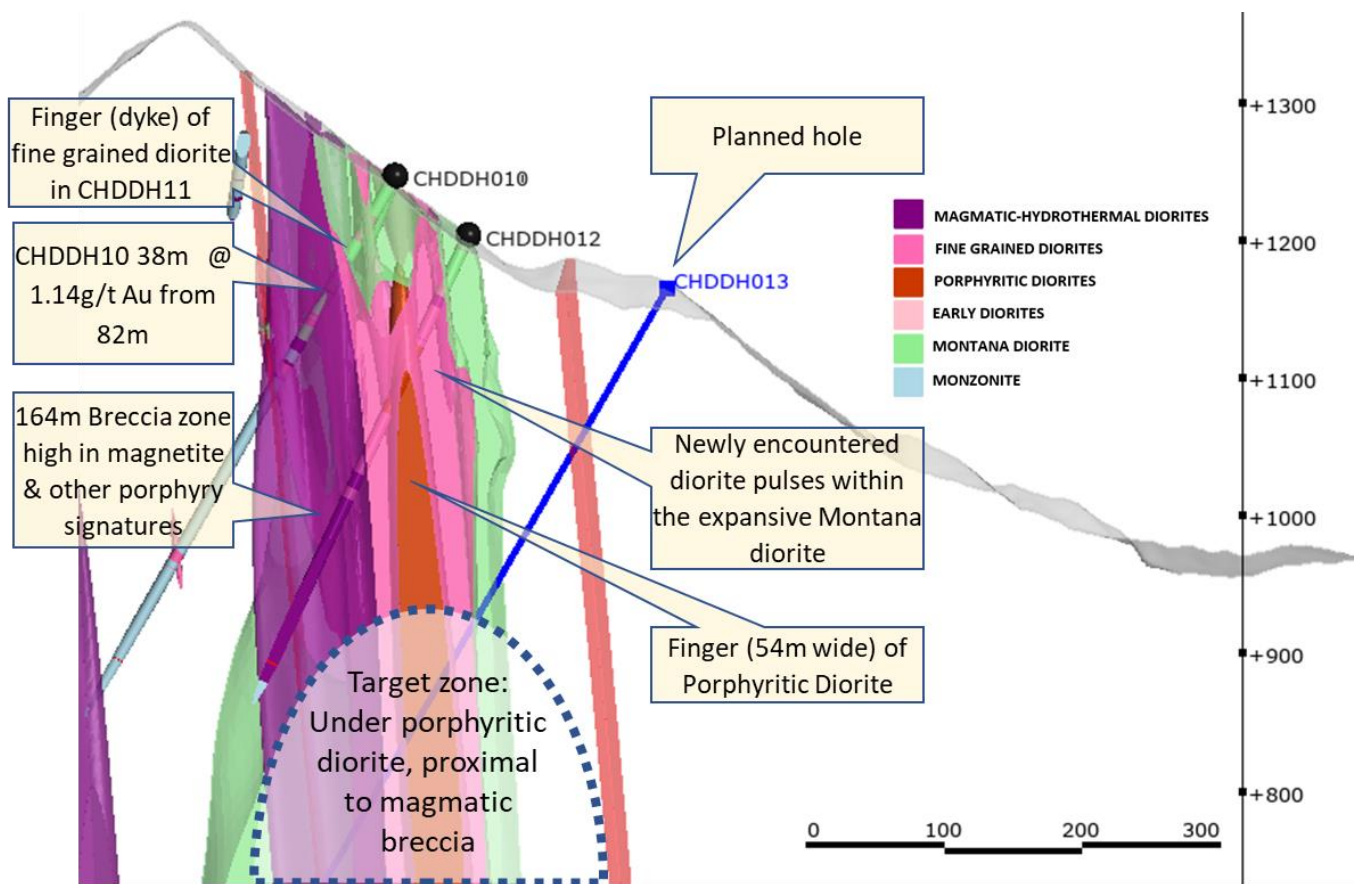 Finger (dyke) of
fine grained diorite
in CHDDH11
CHDDH10 38m @
1.14g/t Au from
82m
164m Breccia zone
high in magnetite
& other porphyry
signatures
CHDDH012
Planned hole
CHDDH013
MAGMATIC-HYDROTHERMAL DIORITES
FINE GRAINED DIORITES
PORPHYRITIC DIORITES
EARLY DIORITES
MONTANA DIORITE
MONZONITE
Newly encountered
diorite pulses within
the expansive Montana
diorite
Finger (54m wide) of
Porphyritic Diorite
Target zone:
Under porphyritic
diorite, proximal
to magmatic
breccia
+1300
+1200
+1100
+1000
+900
+800
0 100 200 300